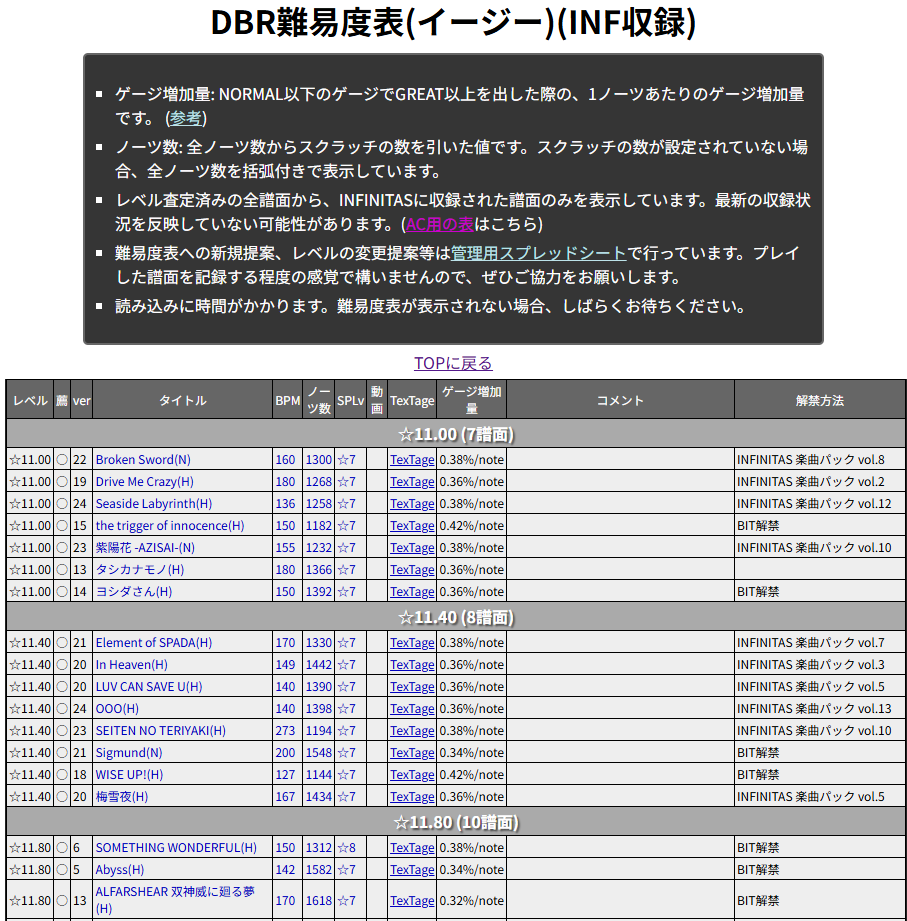 DBR難易度表(イージー)(INF収録)
ゲージ増加量: NORMAL以下のゲージでGREAT以上を出した際の、1ノーツあたりのゲージ増加量
です。 (参考)
ノーツ数: 全ノーツ数からスクラッチの数を引いた値です。スクラッチの数が設定されていない場
合、全ノーツ数を括弧付きで表示しています。
レベル査定済みの全譜面から、INFINITASに収録された譜面のみを表示しています。最新の収録状
況を反映していない可能性があります。(AC用の表はこちら)
難易度表への新規提案、レベルの変更提案等は管理用スプレッドシートで行っています。プレイ
した譜面を記録する程度の感覚で構いませんので、ぜひご協力をお願いします。
読み込みに時間がかかります。難易度表が表示されない場合、しばらくお待ちください。
TOPに戻る
レベル 薦 ver タイトル BPM ノーツ数 SPLv 動画 TexTage ゲージ増加量 コメント 解禁方法
☆11.00 (7譜面)
☆11.00 〇 22 Broken Sword(N) 160 1300 ☆7 TexTage 0.38%/note INFINITAS 楽曲パック vol.8
☆11.00 〇 19 Drive Me Crazy(H) 180 1268 ☆7 TexTage 0.36%/note INFINITAS 楽曲パック vol.2
☆11.00 〇 24 Seaside Labyrinth(H) 136 1258 ☆7 TexTage 0.38%/note INFINITAS 楽曲パック vol.12
☆11.00 〇 15 the trigger of innocence(H) 150 1182 ☆7 TexTage 0.42%/note BIT解禁
☆11.00 〇 23 紫陽花 -AZISAI-(N) 155 1232 ☆7 TexTage 0.38%/note INFINITAS 楽曲パック vol.10
☆11.00 〇 13 タシカナモノ(H) 180 1366 ☆7 TexTage 0.36%/note
☆11.00 〇 14 ヨシダさん(H) 150 1392 ☆7 TexTage 0.36%/note BIT解禁
☆11.40 (8譜面)
☆11.40 〇 21 Element of SPADA(H) 170 1330 ☆7 TexTage 0.38%/note INFINITAS 楽曲パック vol.7
☆11.40 〇 20 In Heaven(H) 149 1442 ☆7 TexTage 0.36%/note INFINITAS 楽曲パック vol.3
☆11.40 〇 20 LUV CAN SAVE U(H) 140 1390 ☆7 TexTage 0.36%/note INFINITAS 楽曲パック vol.5
☆11.40 〇 24 OOO(H) 140 1398 ☆7 TexTage 0.36%/note INFINITAS 楽曲パック vol.13
☆11.40 〇 23 SEITEN NO TERIYAKI(H) 273 1194 ☆7 TexTage 0.38%/note INFINITAS 楽曲パック vol.10
☆11.40 〇 21 Sigmund(N) 200 1548 ☆7 TexTage 0.34%/note BIT解禁
☆11.40 〇 18 WISE UP!(H) 127 1144 ☆7 TexTage 0.42%/note BIT解禁
☆11.40 〇 20 梅雪夜(H) 167 1434 ☆7 TexTage 0.36%/note INFINITAS 楽曲パック vol.5
☆11.80 (10譜面)
☆11.80 〇 6 SOMETHING WONDERFUL(H) 150 1312 ☆8 TexTage 0.38%/note BIT解禁
☆11.80 〇 5 Abyss(H) 142 1582 ☆7 TexTage 0.34%/note BIT解禁
☆11.80 〇 13 ALFARSHEAR 双神威に廻る夢(H) 170 1618 ☆7 TexTage 0.32%/note BIT解禁